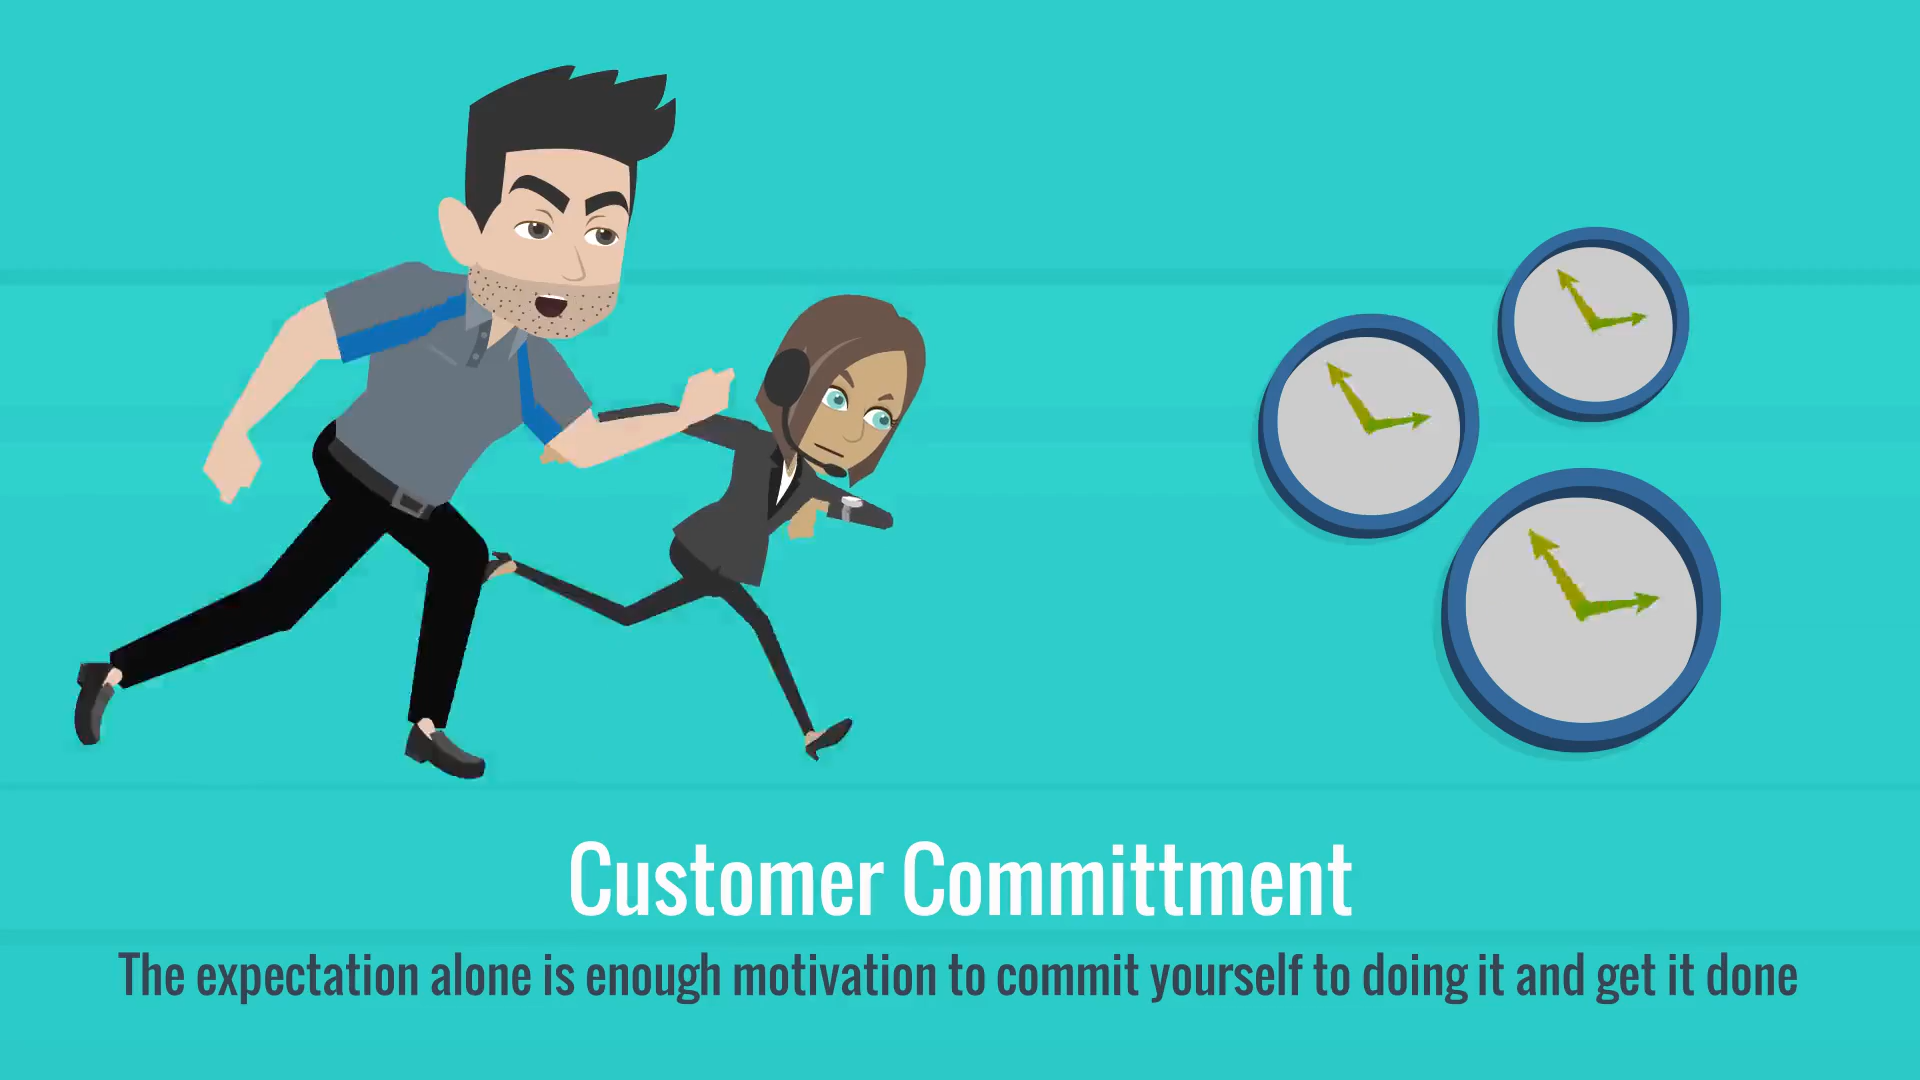 Customer Committment
The expectation alone is enough motivation to commit yourself to doing it and get it done